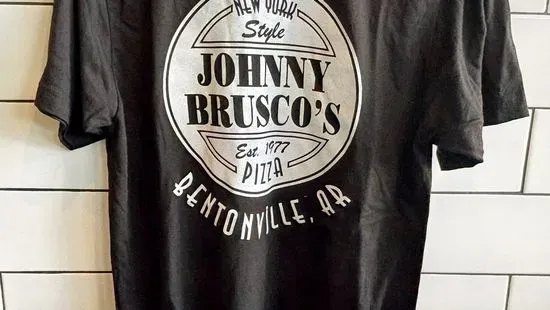 NEW YORK
Style
JOHNNY
BRUSCO'S
Est. 1977
PIZZA
BENTONVILLE, AR